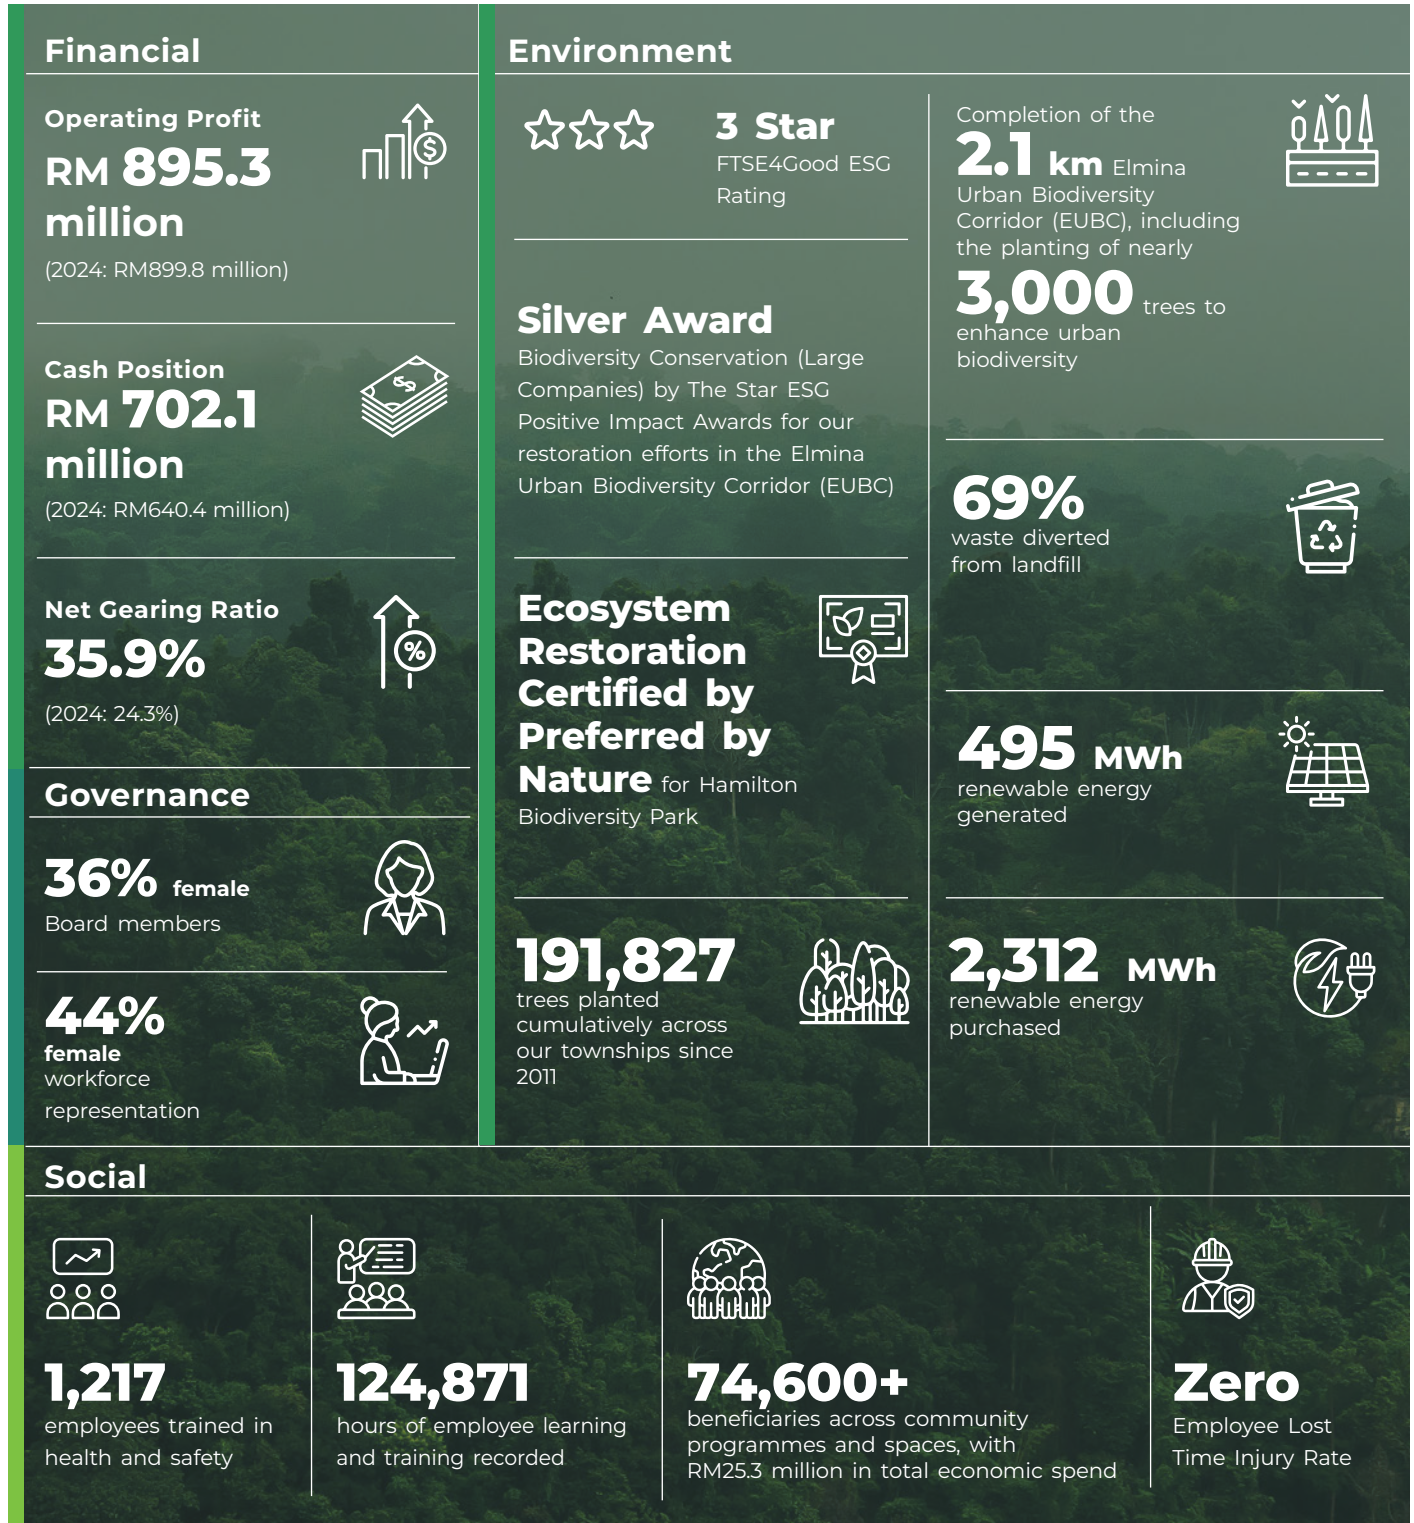 Financial
Operating Profit
RM 895.3
million
(2024: RM899.8 million)
Cash Position
RM 702.1
million
(2024: RM640.4 million)
Net Gearing Ratio
35.9%
(2024: 24.3%)
Governance
36% female
Board members
44%
female
workforce
representation
Environment
3 Star
FTSE4Good ESG
Rating
Silver Award
Biodiversity Conservation (Large
Companies) by The Star ESG
Positive Impact Awards for our
restoration efforts in the Elmina
Urban Biodiversity Corridor (EUBC)
Ecosystem
Restoration
Certified by
Preferred by
Nature for Hamilton
Biodiversity Park
191,827
trees planted
cumulatively across
our townships since
2011
Completion of the
2.1 km Elmina
Urban Biodiversity
Corridor (EUBC), including
the planting of nearly
3,000 trees to
enhance urban
biodiversity
69%
waste diverted
from landfill
495 MWh
renewable energy
generated
2,312 MWh
renewable energy
purchased
Social
1,217
employees trained in
health and safety
124,871
hours of employee learning
and training recorded
74,600+
beneficiaries across community
programmes and spaces, with
RM25.3 million in total economic spend
Zero
Employee Lost
Time Injury Rate